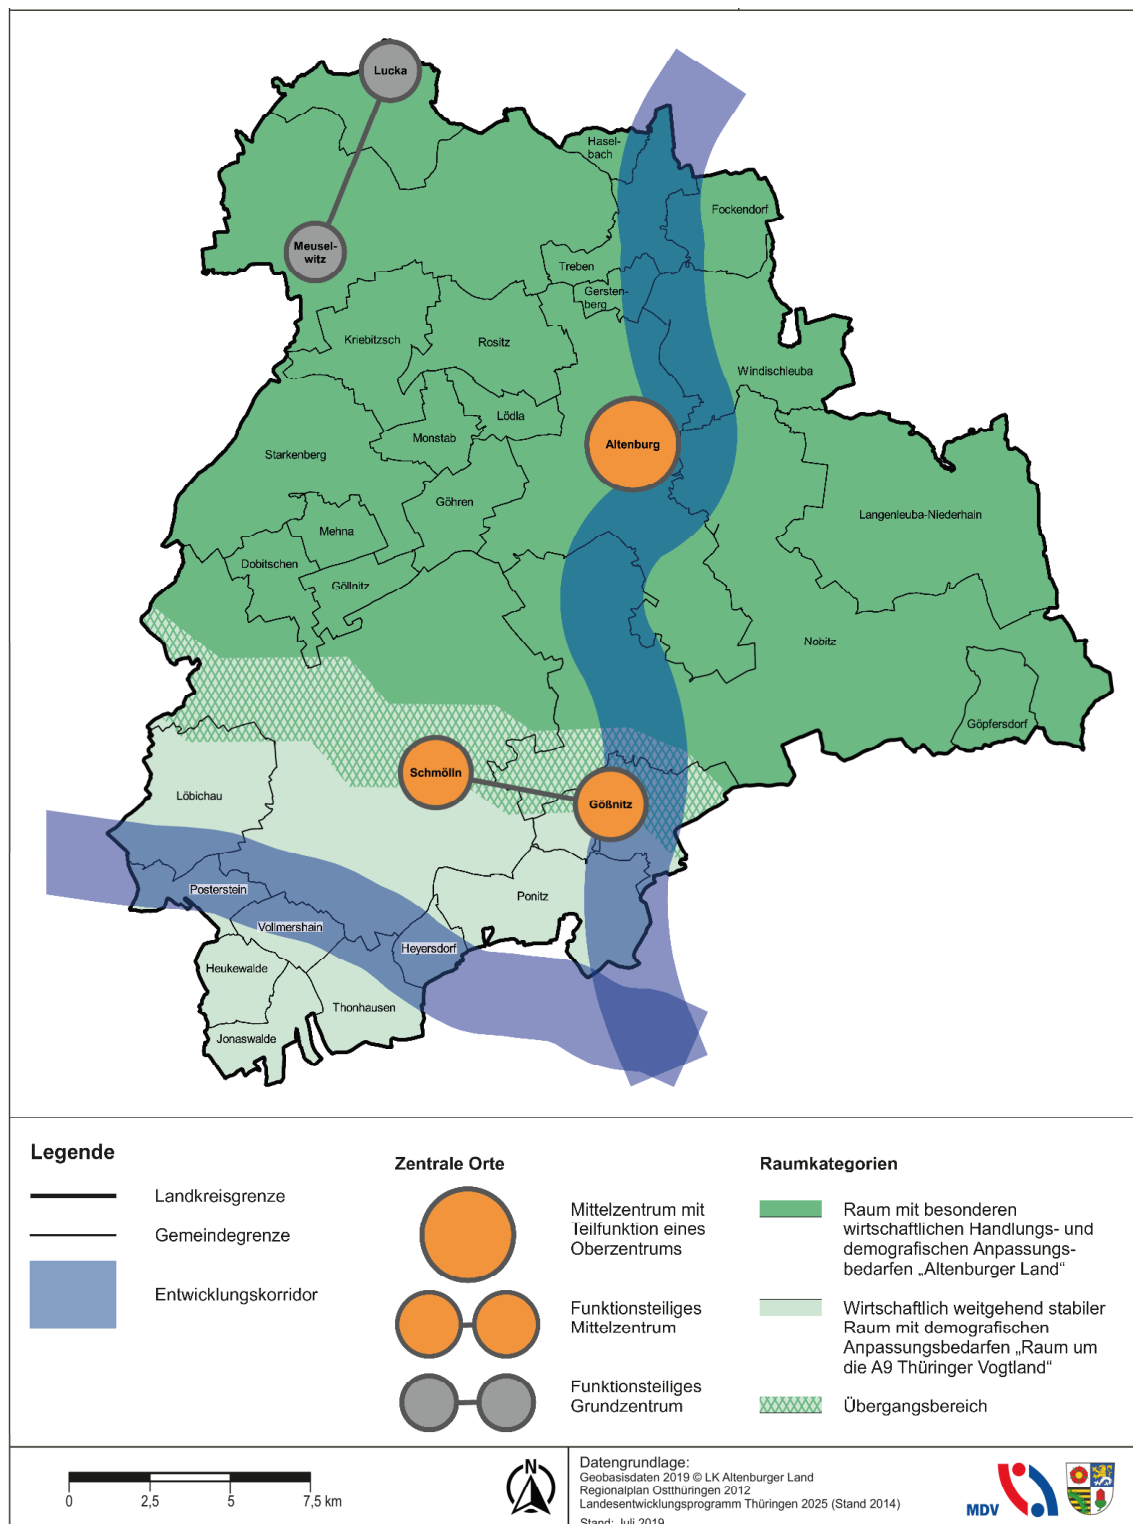 Lucka
Hasel-
bach
Fockendorf
Meusel-
witz
Treben
Gersten-
berg
Kriebitzsch
Rositz
Windischleuba
Lödla
Monstab
Altenburg
Starkenberg
Göhren
Langenleuba-Niederhain
Mehna
Dobitschen
Göllnitz
Nobitz
Göpfersdorf
Schmölln
Gößnitz
Löbichau
Posterstein
Ponitz
Vollmershain
Heyersdorf
Heukewalde
Thonhausen
Jonaswalde
Legende
Landkreisgrenze
Gemeindegrenze
Entwicklungskorridor
Zentrale Orte
Mittelzentrum mit
Teilfunktion eines
Oberzentrums
Funktionsteiliges
Mittelzentrum
Funktionsteiliges
Grundzentrum
Raumkategorien
Raum mit besonderen
wirtschaftlichen Handlungs- und
demografischen Anpassungs-
bedarfen „Altenburger Land“
Wirtschaftlich weitgehend stabiler
Raum mit demografischen
Anpassungsbedarfen „Raum um
die A9 Thüringer Vogtland“
Übergangsbereich
0 2,5 5 7,5 km
N
Datengrundlage:
Geobasisdaten 2019 © LK Altenburger Land
Regionalplan Ostthüringen 2012
Landesentwicklungsprogramm Thüringen 2025 (Stand 2014)
Stand: Juli 2019
MDV